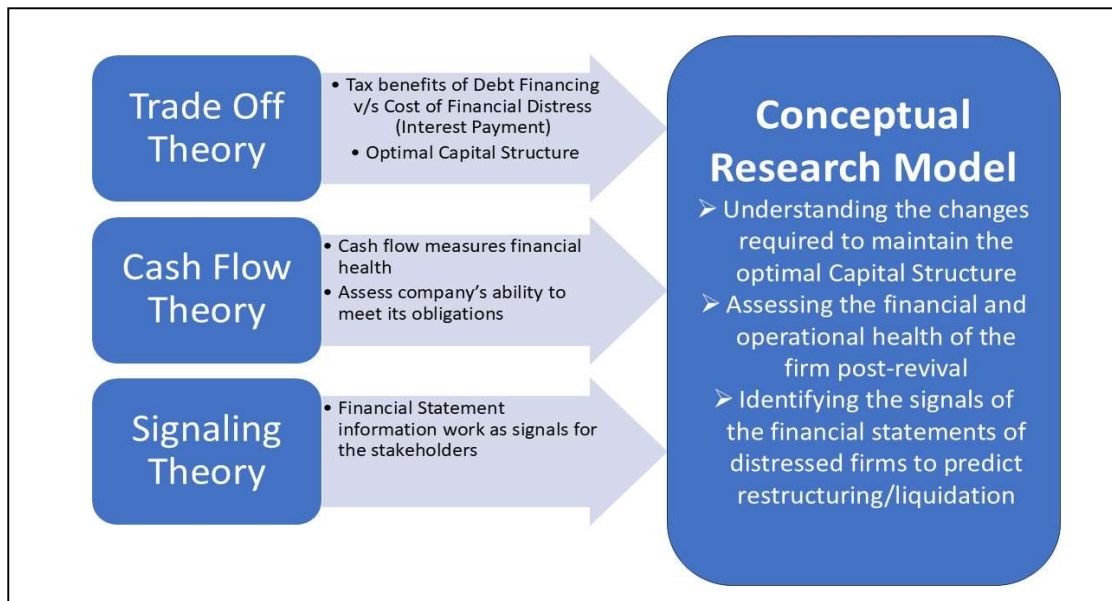 Trade Off
Theory
• Tax benefits of Debt Financing
v/s Cost of Financial Distress
(Interest Payment)
• Optimal Capital Structure
Cash Flow
Theory
• Cash flow measures financial
health
• Assess company’s ability to
meet its obligations
Signaling
Theory
• Financial Statement
information work as signals for
the stakeholders
Conceptual
Research Model
➢ Understanding the changes
required to maintain the
optimal Capital Structure
➢ Assessing the financial and
operational health of the
firm post-revival
➢ Identifying the signals of
the financial statements of
distressed firms to predict
restructuring/liquidation